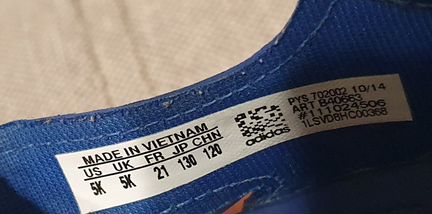 MADE IN VIETNAM
US UK FR JP CHN
5K 5K 21 130 120
adidas
PYS 702002 10/14
ART B40663
#111024506
1LSVD8HC00368